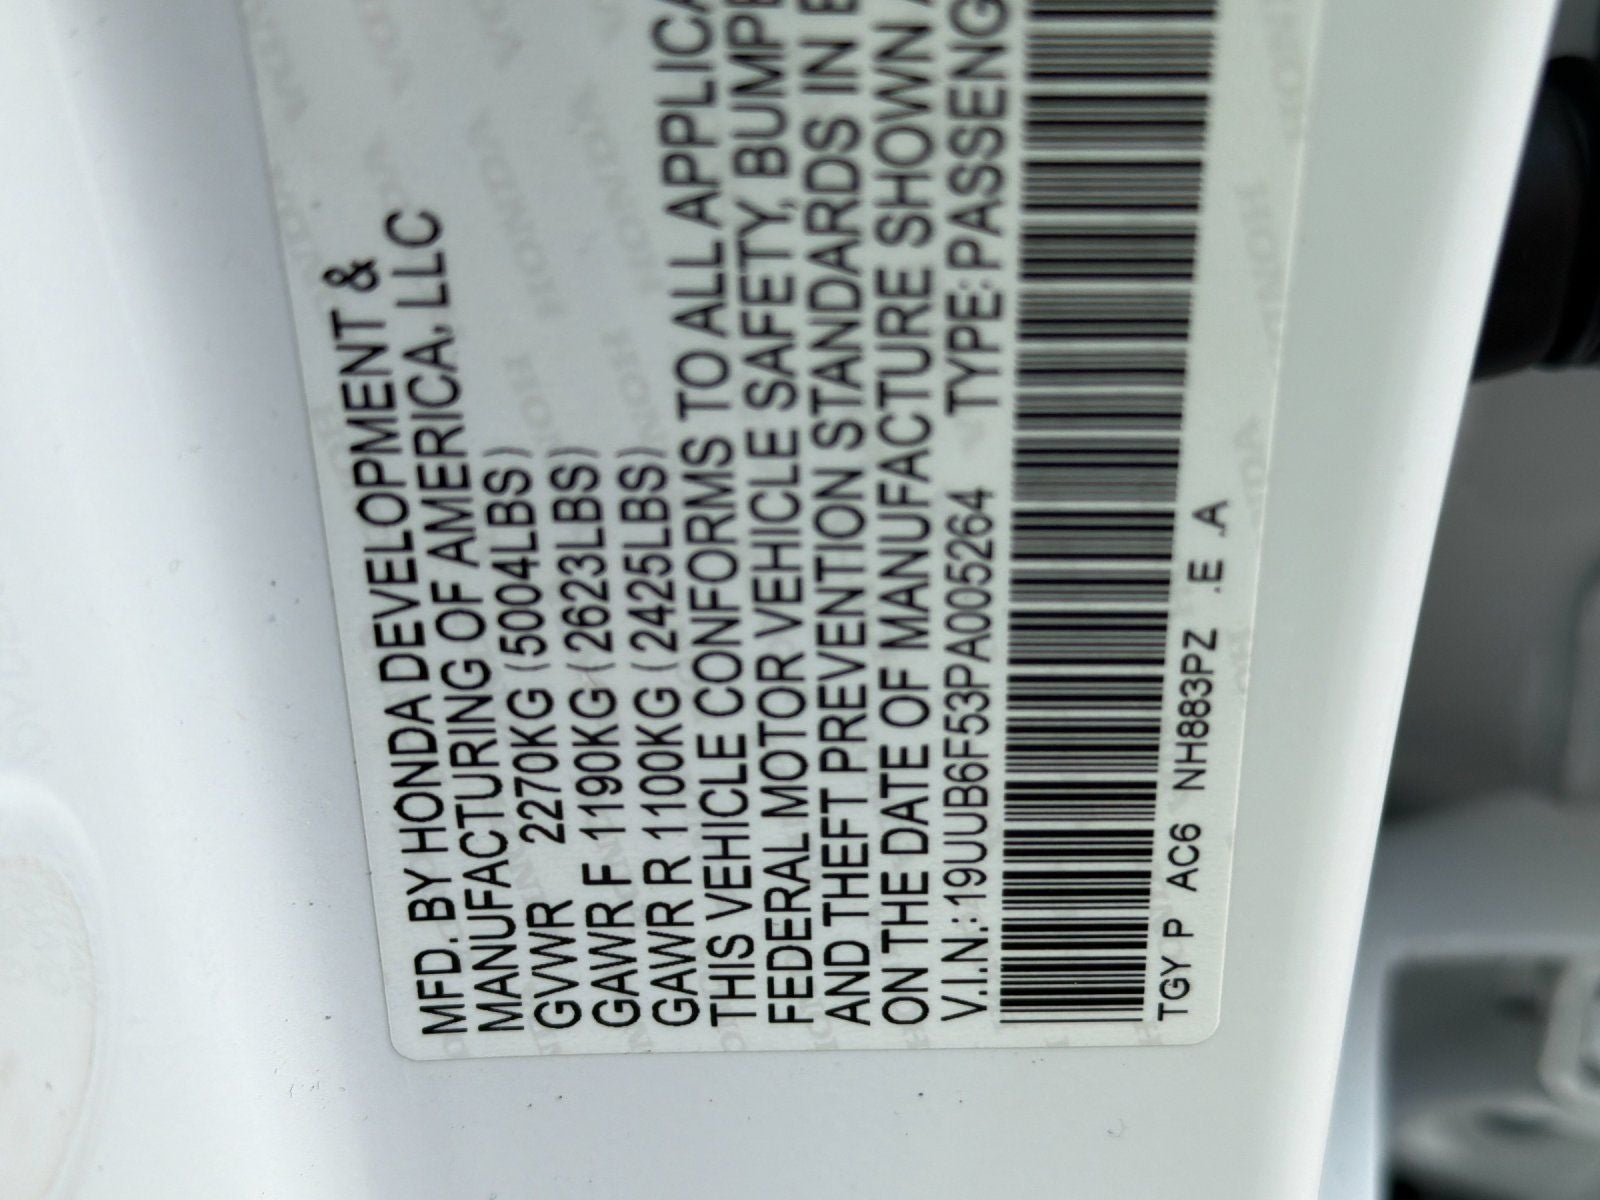 MFD. BY HONDA DEVELOPMENT &
MANUFACTURING OF AMERICA, LLC
GVWR 2270KG (5004LBS)
GAWR F 1190KG (2623LBS)
GAWR R 1100KG (2425LBS)
THIS VEHICLE CONFORMS TO ALL APPLICA
FEDERAL MOTOR VEHICLE SAFETY, BUMPE
AND THEFT PREVENTION STANDARDS IN E
ON THE DATE OF MANUFACTURE SHOWN A
V.I.N.: 19UUB6F53PA005264 TYPE: PASSENG
TGY P AC6 NH883PZ .E .A